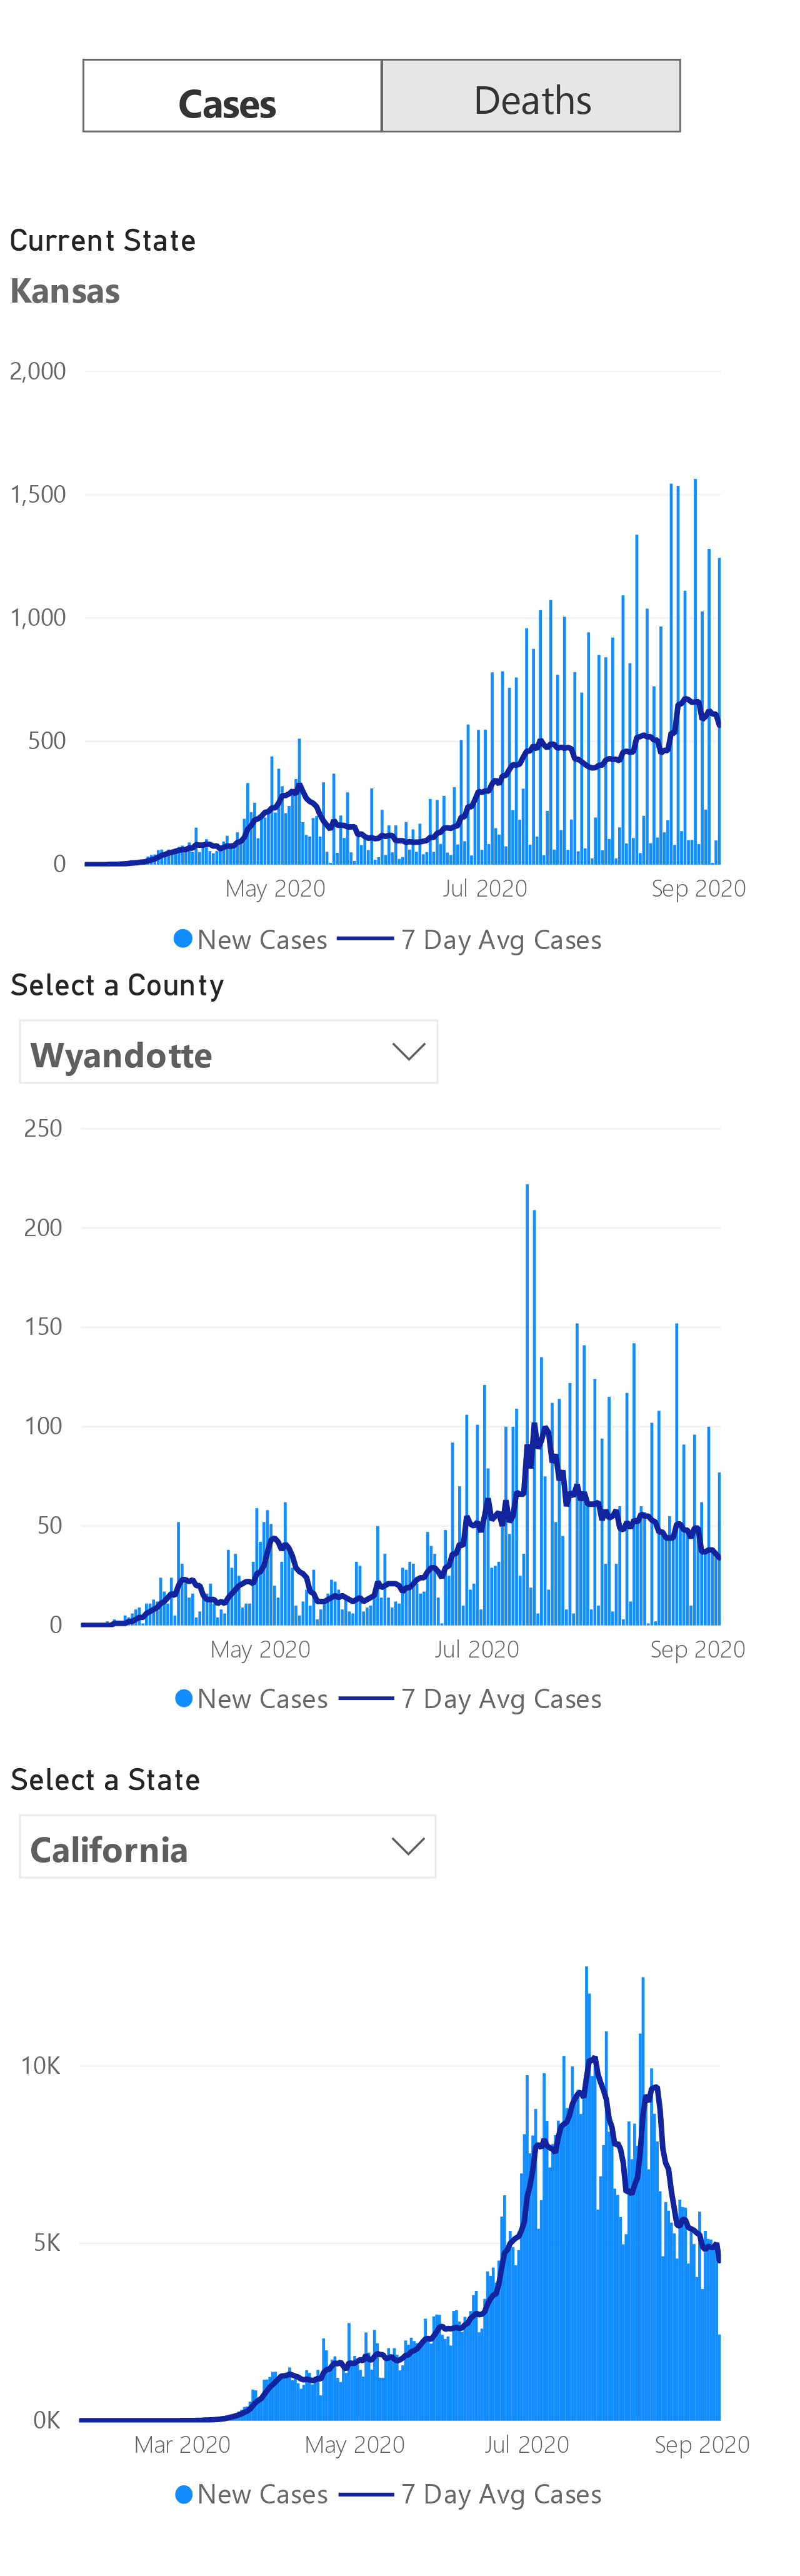 Cases Deaths
Current State
Kansas
2,000
1,500
1,000
500
0
May 2020 Jul 2020 Sep 2020
New Cases 7 Day Avg Cases
Select a County
Wyandotte
250
200
150
100
50
0
May 2020 Jul 2020 Sep 2020
New Cases 7 Day Avg Cases
Select a State
California
10K
5K
0K
Mar 2020 May 2020 Jul 2020 Sep 2020
New Cases 7 Day Avg Cases